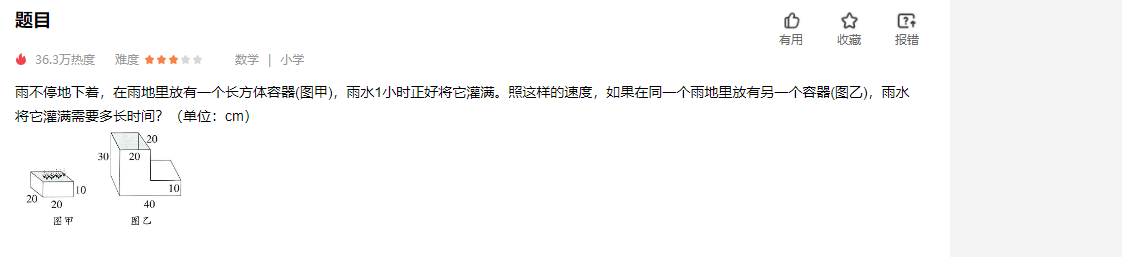 题目
有用 收藏 报错
36.3万热度 难度 数学 | 小学
雨不停地下着，在雨地里放有一个长方体容器(图甲)，雨水1小时正好将它灌满。照这样的速度，如果在同一个雨地里放有另一个容器(图乙)，雨水
将它灌满需要多长时间？（单位：cm）
20
30 20
10
20 20
10
40
图甲 图乙